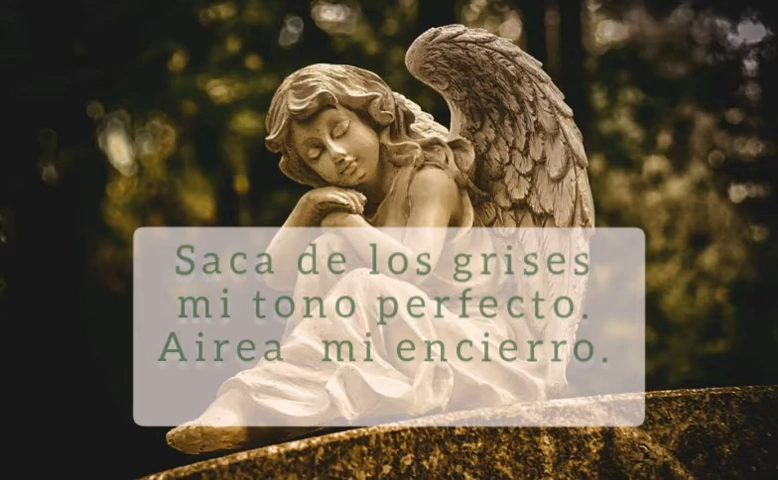 Saca de los grises
mi tono perfecto.
Airea mi encierro.